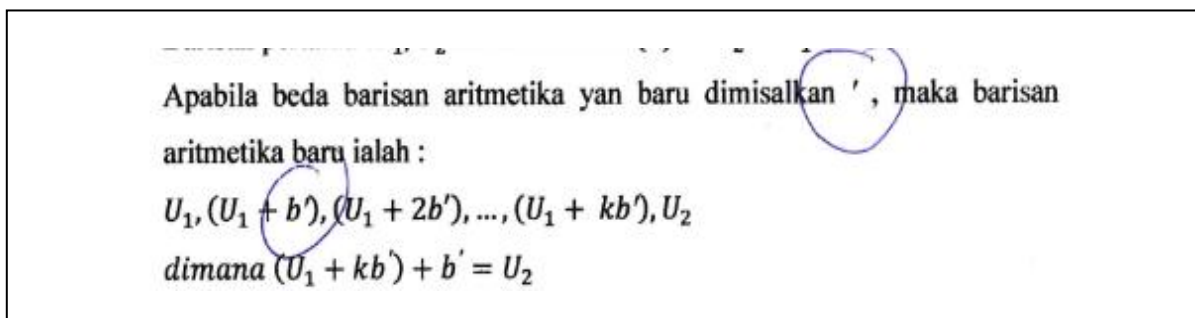 Apabila beda barisan aritmetika yan baru dimisalkan ′ , maka barisan
aritmetika baru ialah :
U₁, (U₁ + b′), (U₁ + 2b′), ..., (U₁ + kb′), U₂
dimana (U₁ + kb′) + b′ = U₂